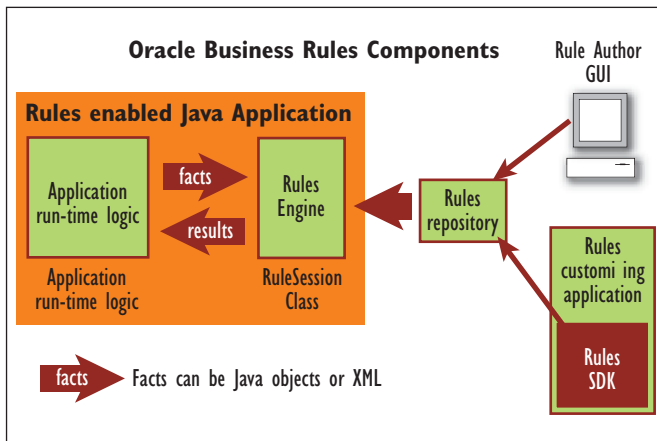 Oracle Business Rules Components
Rule Author
GUI
Rules enabled Java Application
Application
run-time logic
facts
results
Rules
Engine
Rules
repository
Application
run-time logic
RuleSession
Class
Rules
customi ing
application
Rules
SDK
facts
Facts can be Java objects or XML